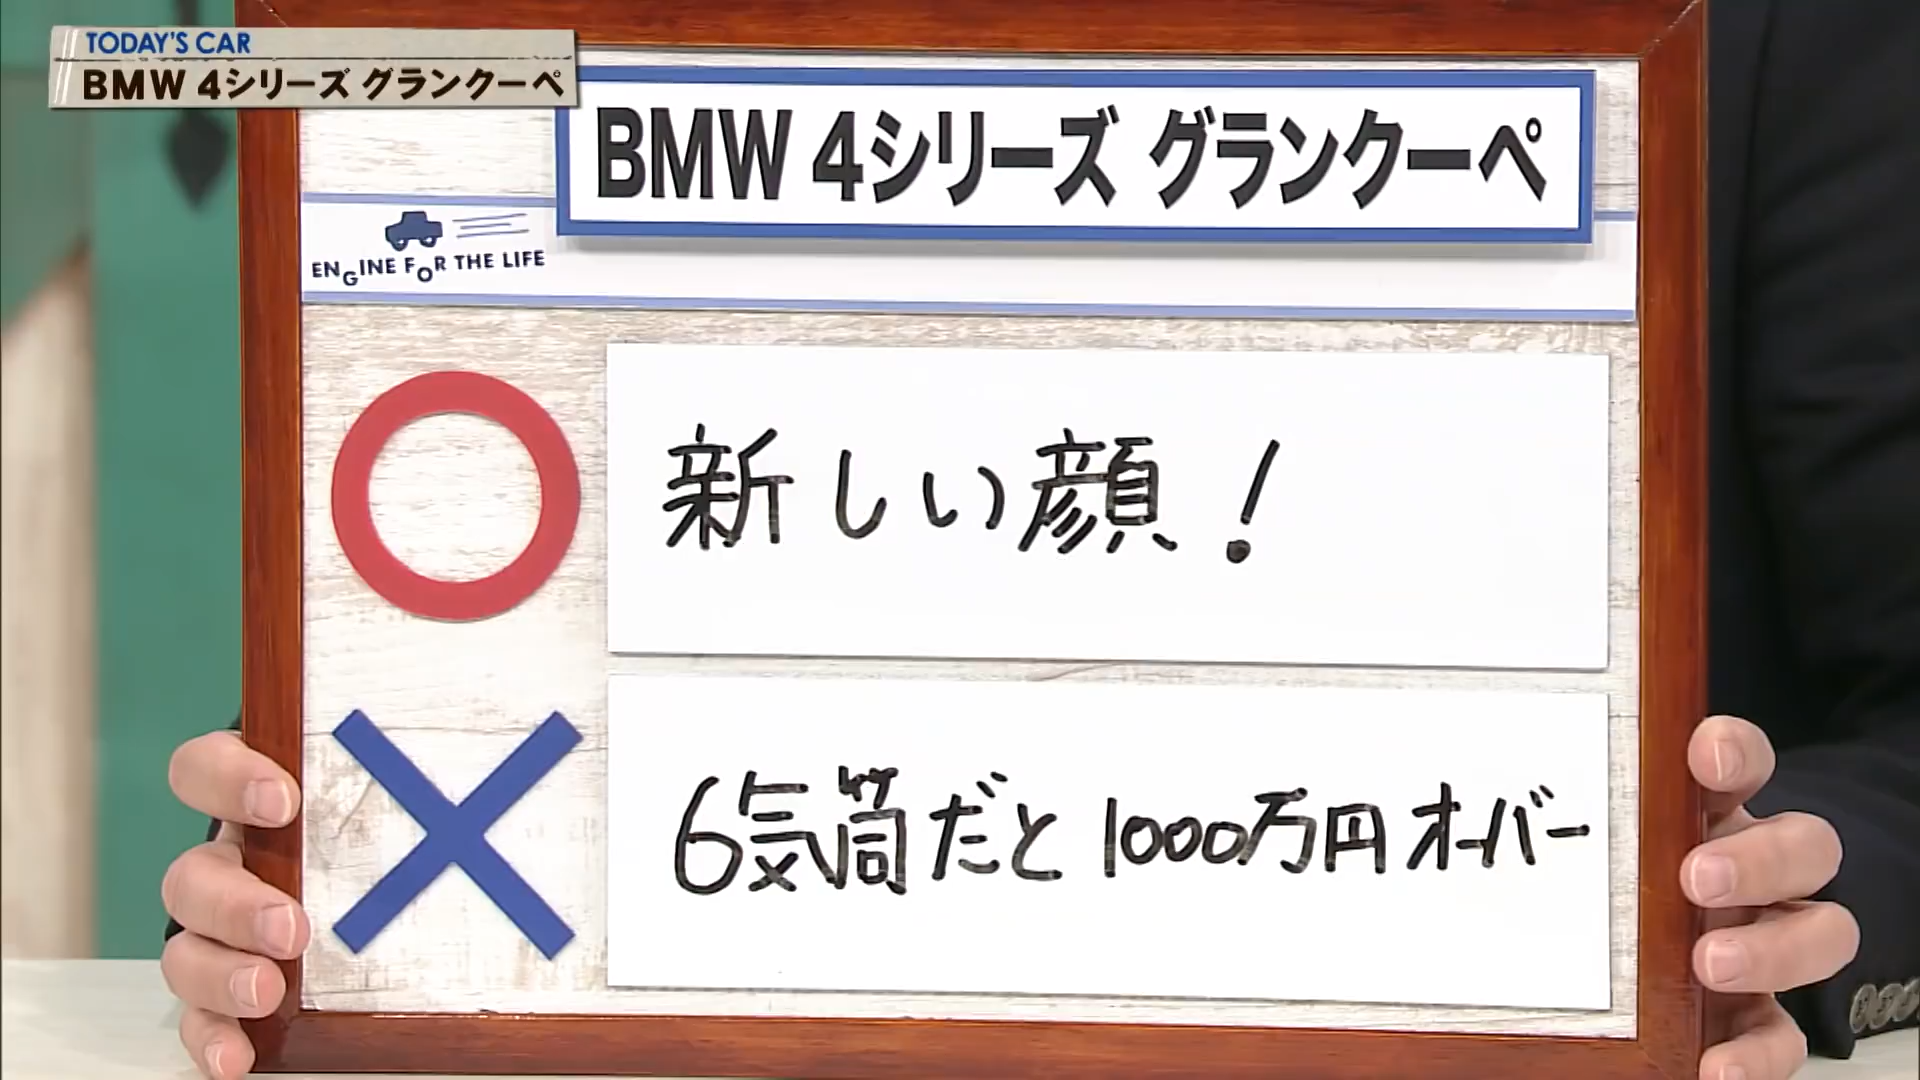 TODAY'S CAR
BMW 4シリーズ グランクーペ
BMW 4シリーズ グランクーペ
ENGINE FOR THE LIFE
新しい顔!
6気筒だと1000万円オーバー